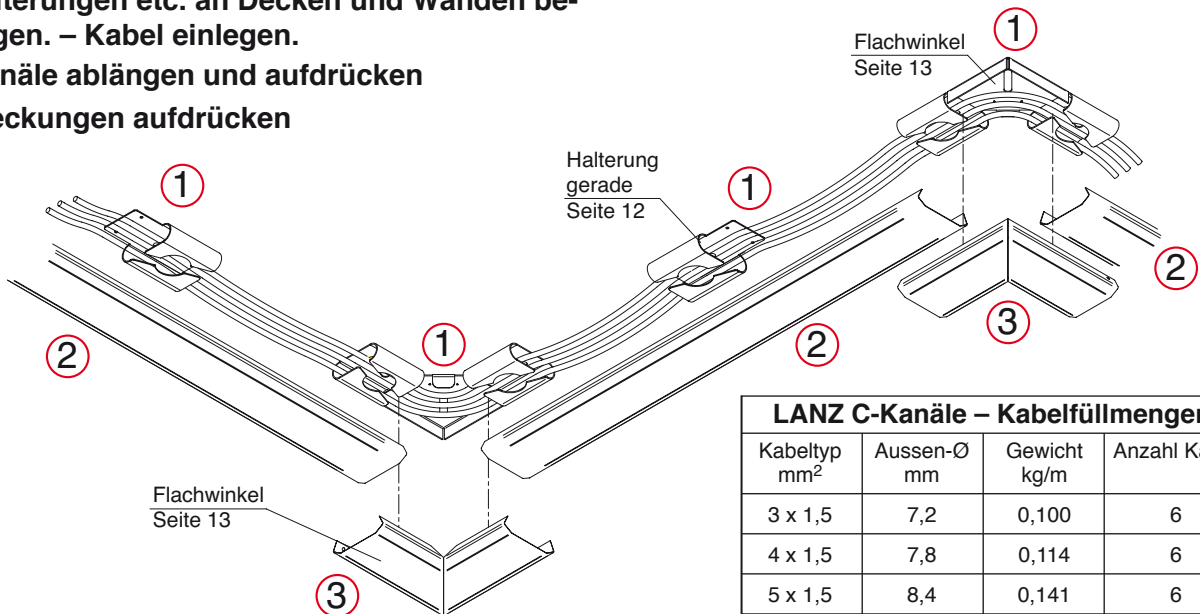 lterungen etc. an Decken und Wänden be-
gen. – Kabel einlegen.
näle ablängen und aufdrücken
eckungen aufdrücken
Flachwinkel
Seite 13
1
1
Halterung
gerade
Seite 12
1
2
3
2
1
2
Flachwinkel
Seite 13
3
LANZ C-Kanäle – Kabelfüllmengen
Kabeltyp mm² Aussen-Ø mm Gewicht kg/m Anzahl Ka
3 x 1,5 7,2 0,100 6
4 x 1,5 7,8 0,114 6
5 x 1,5 8,4 0,141 6